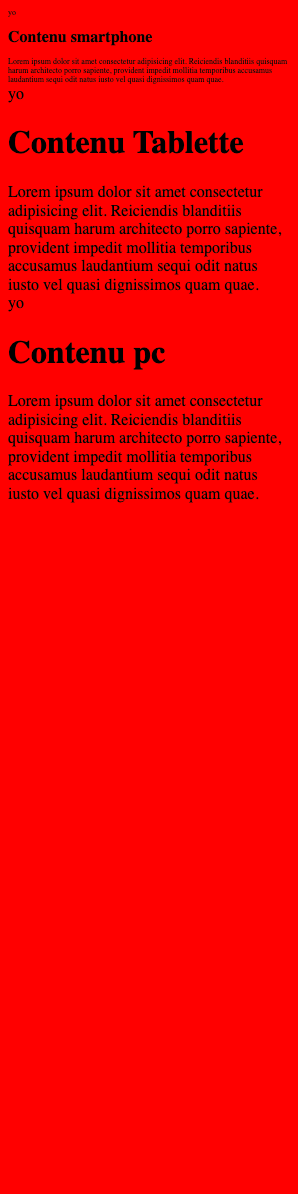 yo
Contenu smartphone
Lorem ipsum dolor sit amet consectetur adipisicing elit. Reiciendis blanditiis quisquam
harum architecto porro sapiente, provident impedit mollitia temporibus accusamus
laudantium sequi odit natus iusto vel quasi dignissimos quam quae.
yo
Contenu Tablette
Lorem ipsum dolor sit amet consectetur
adipisicing elit. Reiciendis blanditiis
quisquam harum architecto porro sapiente,
provident impedit mollitia temporibus
accusamus laudantium sequi odit natus
iusto vel quasi dignissimos quam quae.
yo
Contenu pc
Lorem ipsum dolor sit amet consectetur
adipisicing elit. Reiciendis blanditiis
quisquam harum architecto porro sapiente,
provident impedit mollitia temporibus
accusamus laudantium sequi odit natus
iusto vel quasi dignissimos quam quae.